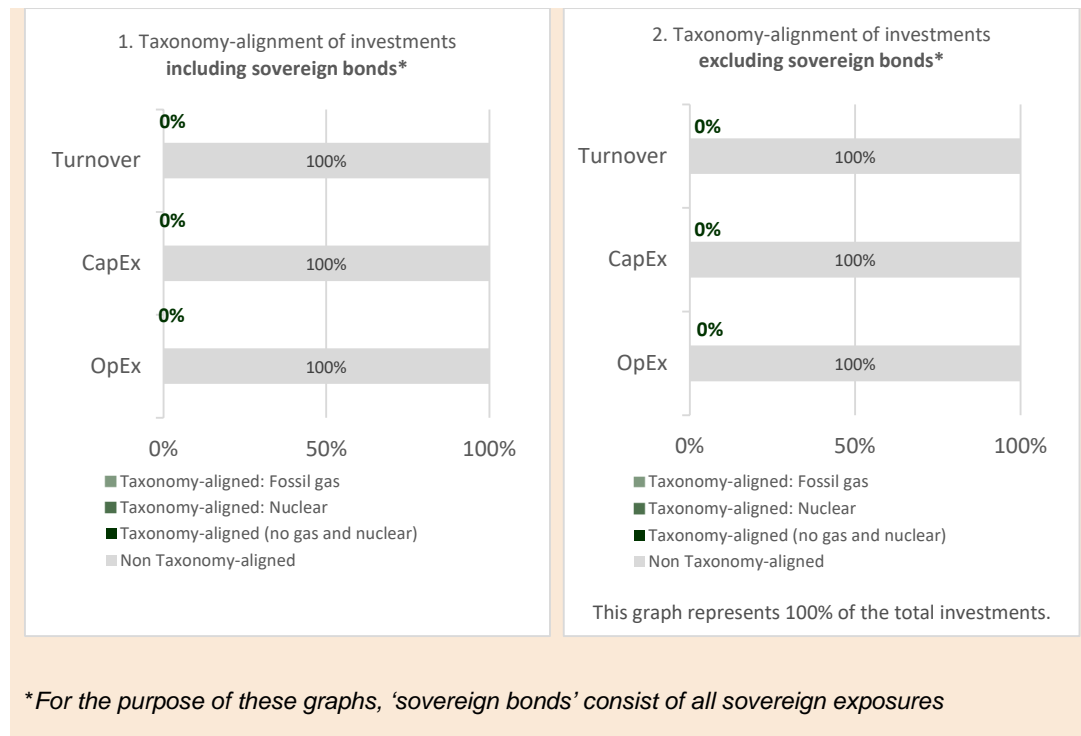 1. Taxonomy-alignment of investments
including sovereign bonds*
0%
Turnover
100%
0%
CapEx
100%
0%
OpEx
100%
0%
50%
100%
Taxonomy-aligned: Fossil gas
Taxonomy-aligned: Nuclear
Taxonomy-aligned (no gas and nuclear)
Non Taxonomy-aligned
2. Taxonomy-alignment of investments
excluding sovereign bonds*
0%
Turnover
100%
0%
CapEx
100%
0%
OpEx
100%
0%
50%
100%
Taxonomy-aligned: Fossil gas
Taxonomy-aligned: Nuclear
Taxonomy-aligned (no gas and nuclear)
Non Taxonomy-aligned
This graph represents 100% of the total investments.
*For the purpose of these graphs, ‘sovereign bonds’ consist of all sovereign exposures